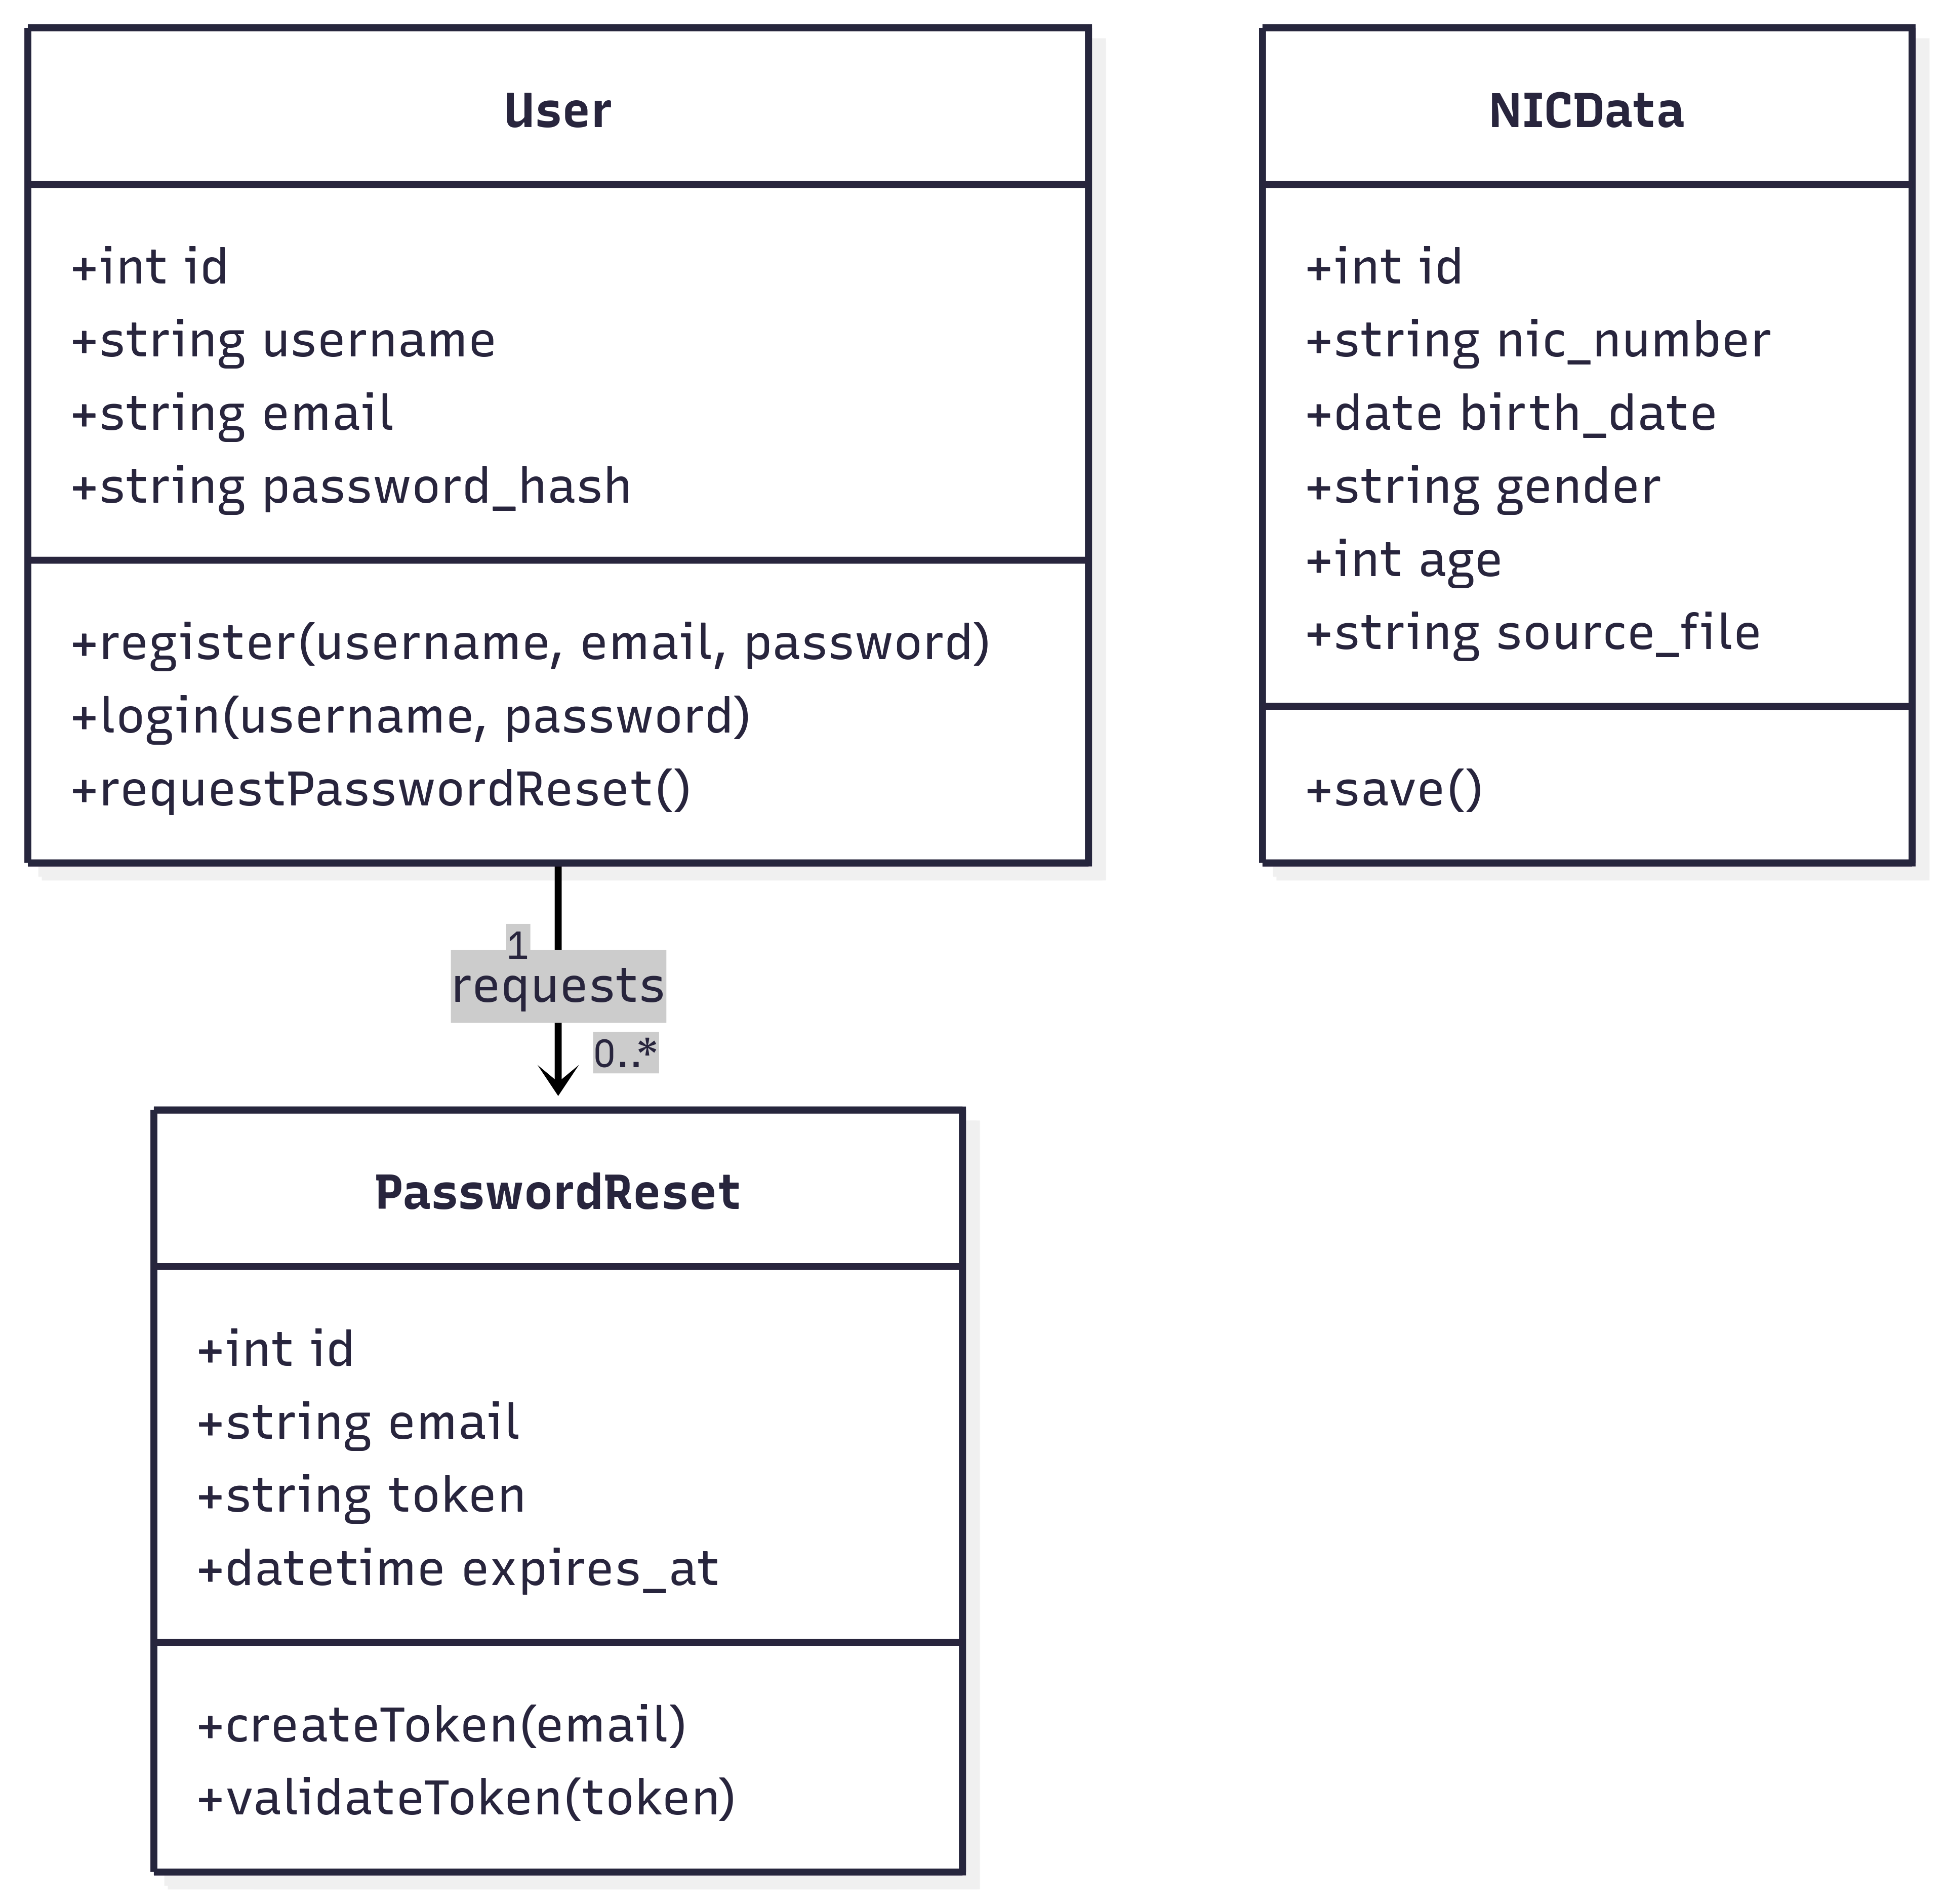 User
+int id
+string username
+string email
+string password_hash
+register(username, email, password)
+login(username, password)
+requestPasswordReset()
NICData
+int id
+string nic_number
+date birth_date
+string gender
+int age
+string source_file
+save()
1
requests
0..*
PasswordReset
+int id
+string email
+string token
+datetime expires_at
+createToken(email)
+validateToken(token)